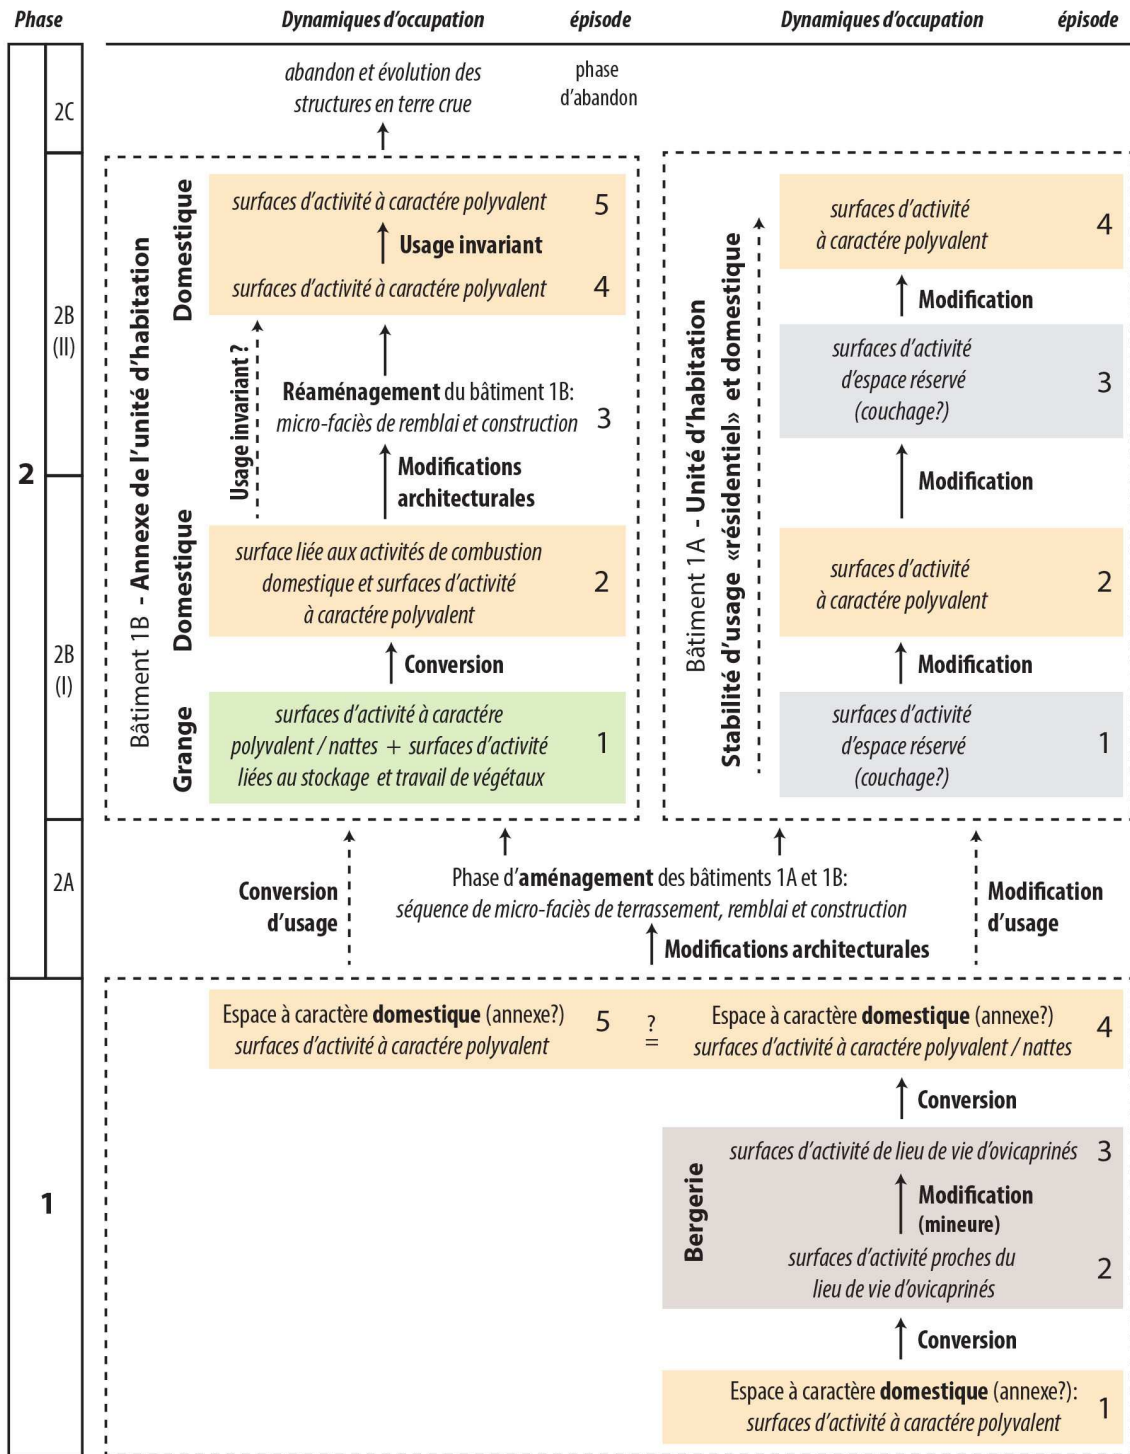 Phase
Dynamiques d'occupation
épisode
Dynamiques d'occupation
épisode
2
2C
2B
(II)
2B
(I)
2A
1
abandon et évolution des
structures en terre crue
phase
d'abandon
Bâtiment 1B - Annexe de l'unité d'habitation
Domestique
surfaces d'activité à caractére polyvalent
5
Usage invariant
surfaces d'activité à caractére polyvalent
4
Usage invariant ?
Réaménagement du bâtiment 1B:
micro-faciès de remblai et construction
3
Modifications
architecturales
Domestique
surface liée aux activités de combustion
domestique et surfaces d'activité
à caractére polyvalent
2
Conversion
Grange
surfaces d'activité à caractére
polyvalent / nattes + surfaces d'activité
liées au stockage et travail de végétaux
1
Bâtiment 1A - Unité d'habitation
Stabilité d'usage «résidentiel» et domestique
surfaces d'activité
à caractére polyvalent
4
Modification
surfaces d'activité
d'espace réservé
(couchage?)
3
Modification
surfaces d'activité
à caractére polyvalent
2
Modification
surfaces d'activité
d'espace réservé
(couchage?)
1
Conversion
d'usage
Phase d'aménagement des bâtiments 1A et 1B:
séquence de micro-faciès de terrassement, remblai et construction
Modifications architecturales
Modification
d'usage
Espace à caractère domestique (annexe?)
surfaces d'activité à caractére polyvalent
5
?
=
Espace à caractère domestique (annexe?)
surfaces d'activité à caractére polyvalent / nattes
4
Conversion
Bergerie
surfaces d'activité de lieu de vie d'ovicaprinés
3
Modification
(mineure)
surfaces d'activité proches du
lieu de vie d'ovicaprinés
2
Conversion
Espace à caractère domestique (annexe?):
surfaces d'activité à caractére polyvalent
1